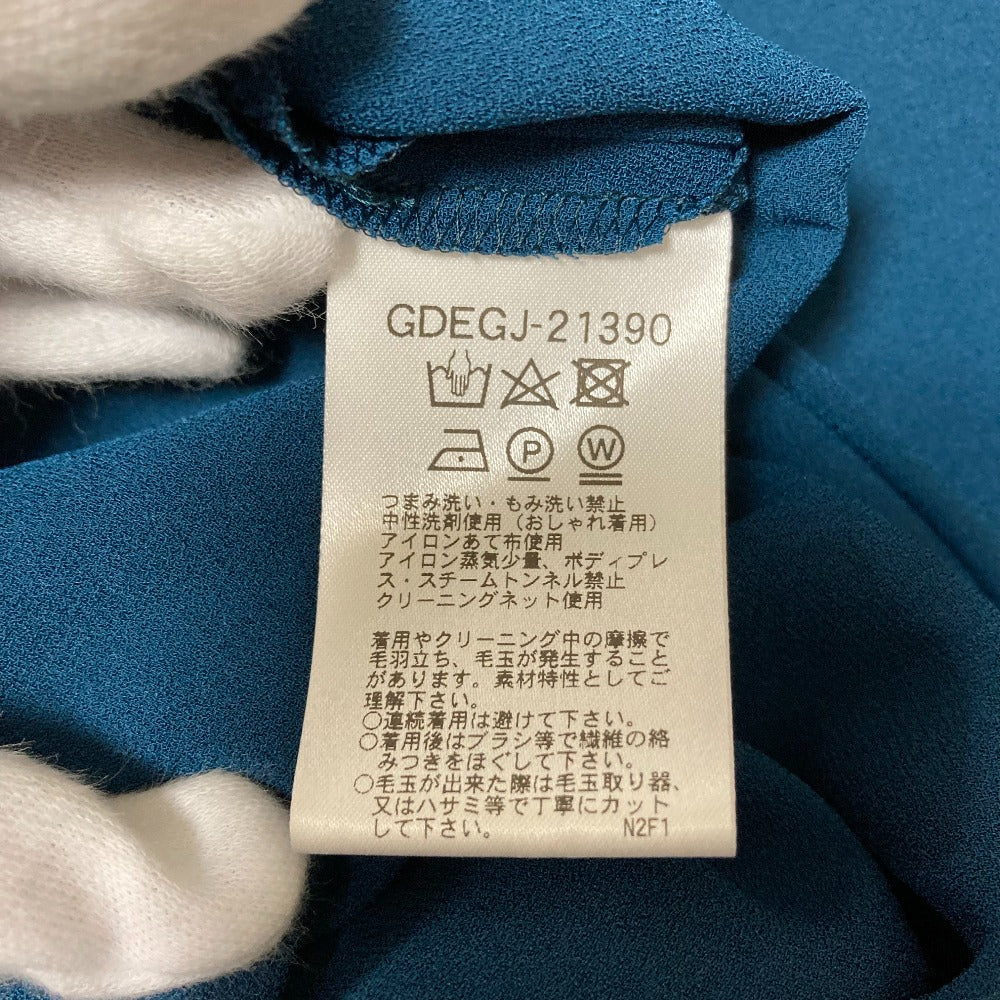 GDEGJ-21390
P W
つまみ洗い・もみ洗い禁止
中性洗剤使用（おしゃれ着用）
アイロンあて布使用
アイロン蒸気少量、ボディプレ
ス・スチームトンネル禁止
クリーニングネット使用
着用やクリーニング中の摩擦で
毛羽立ち、毛玉が発生すること
があります。素材特性としてご
理解下さい。
○連続着用は避けて下さい。
○着用後はブラシ等で繊維の絡
みつきをほぐして下さい。
○毛玉が出来た際は毛玉取り器、
又はハサミ等で丁寧にカット
して下さい。 N2F1